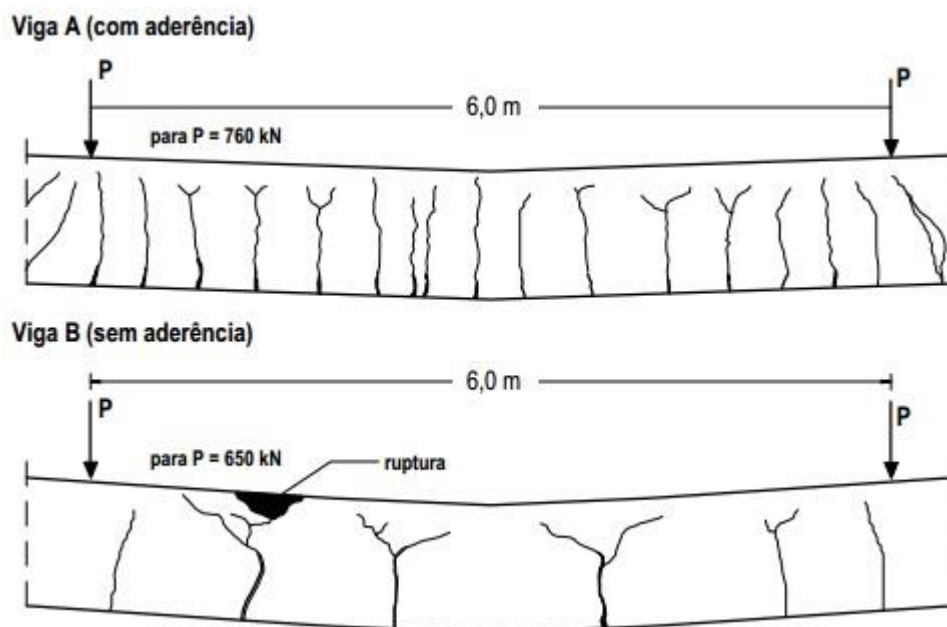 Viga A (com aderência)
P
P
6,0 m
para P = 760 kN
Viga B (sem aderência)
6,0 m
P
P
para P = 650 kN
ruptura